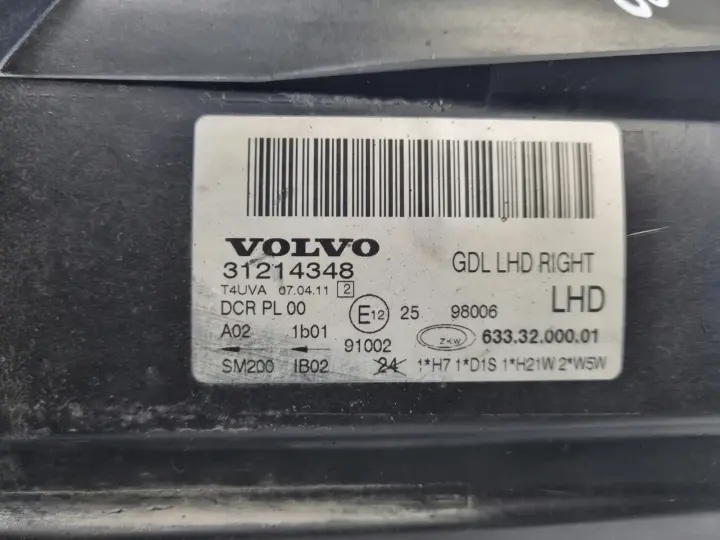 VOLVO
31214348
GDL LHD RIGHT
T4UVA 07.04.11 2
LHD
DCR PL 00
E12 25 98006
A02 1b01
91002
ZKW 633.32.000.01
SM200 IB02 24 1*H7 1*D1S 1*H21W 2*W5W